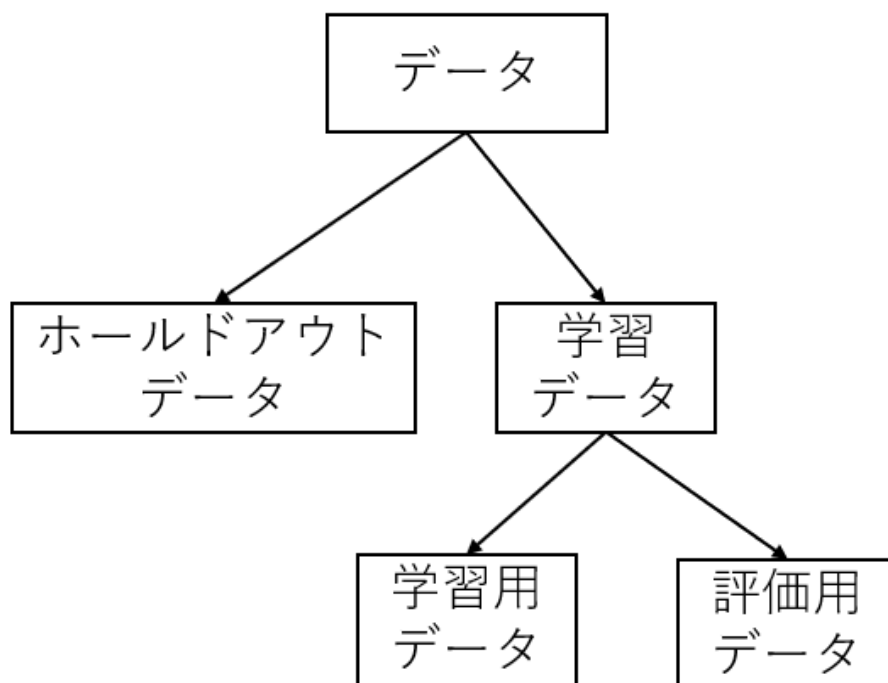 データ
ホールドアウト
データ
学習
データ
学習用
データ
評価用
データ